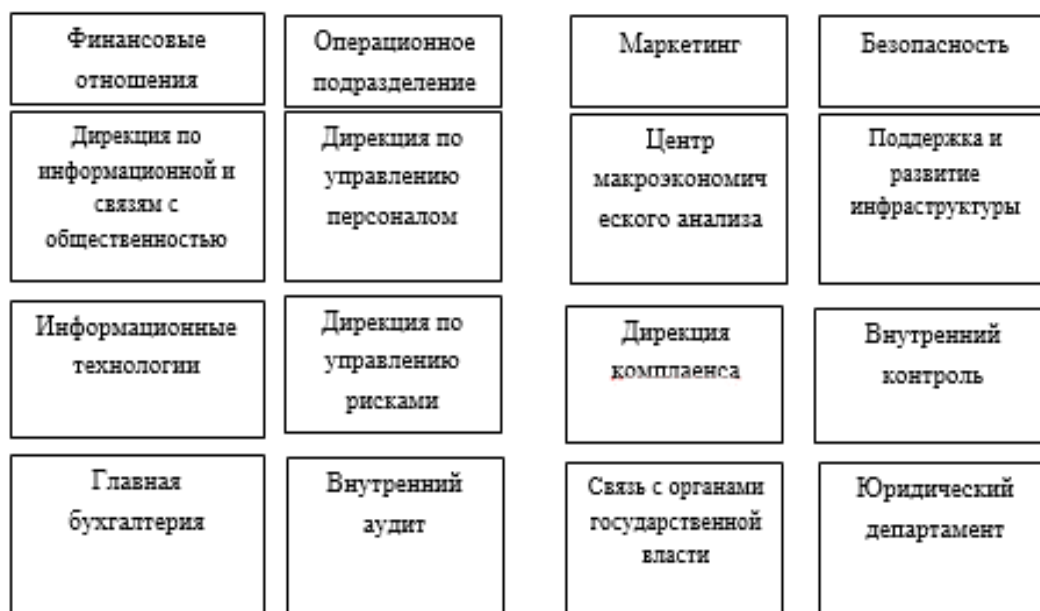 Финансовые
отношения
Операционное
подразделение
Маркетинг
Безопасность
Дирекция по
информационной и
связям с
общественностью
Дирекция по
управлению
персоналом
Центр
макроэкономич
еского анализа
Поддержка и
развитие
инфраструктуры
Информационные
технологии
Дирекция по
управлению
рисками
Дирекция
комплаенса
Внутренний
контроль
Главная
бухгалтерия
Внутренний
аудит
Связь с органами
государственной
власти
Юридический
департамент